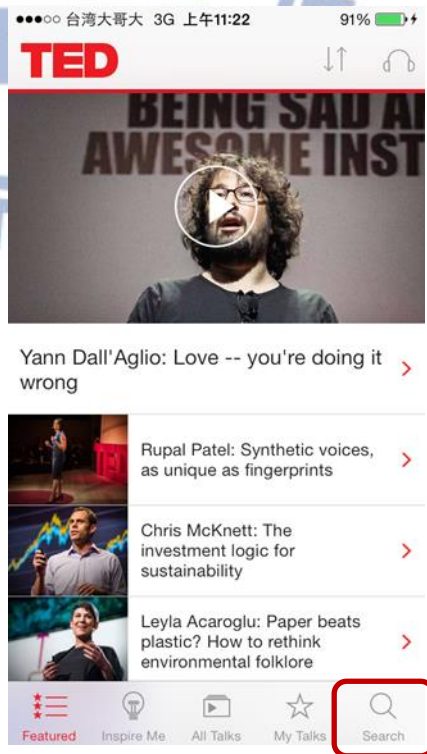 ●●●○○ 台湾大哥大 3G 上午11:22 91%
TED
BEING SAD A
AWESOME INST
Yann Dall'Aglio: Love -- you're doing it
wrong
Rupal Patel: Synthetic voices,
as unique as fingerprints
Chris McKnett: The
investment logic for
sustainability
Leyla Acaroglu: Paper beats
plastic? How to rethink
environmental folklore
Featured Inspire Me All Talks My Talks Search